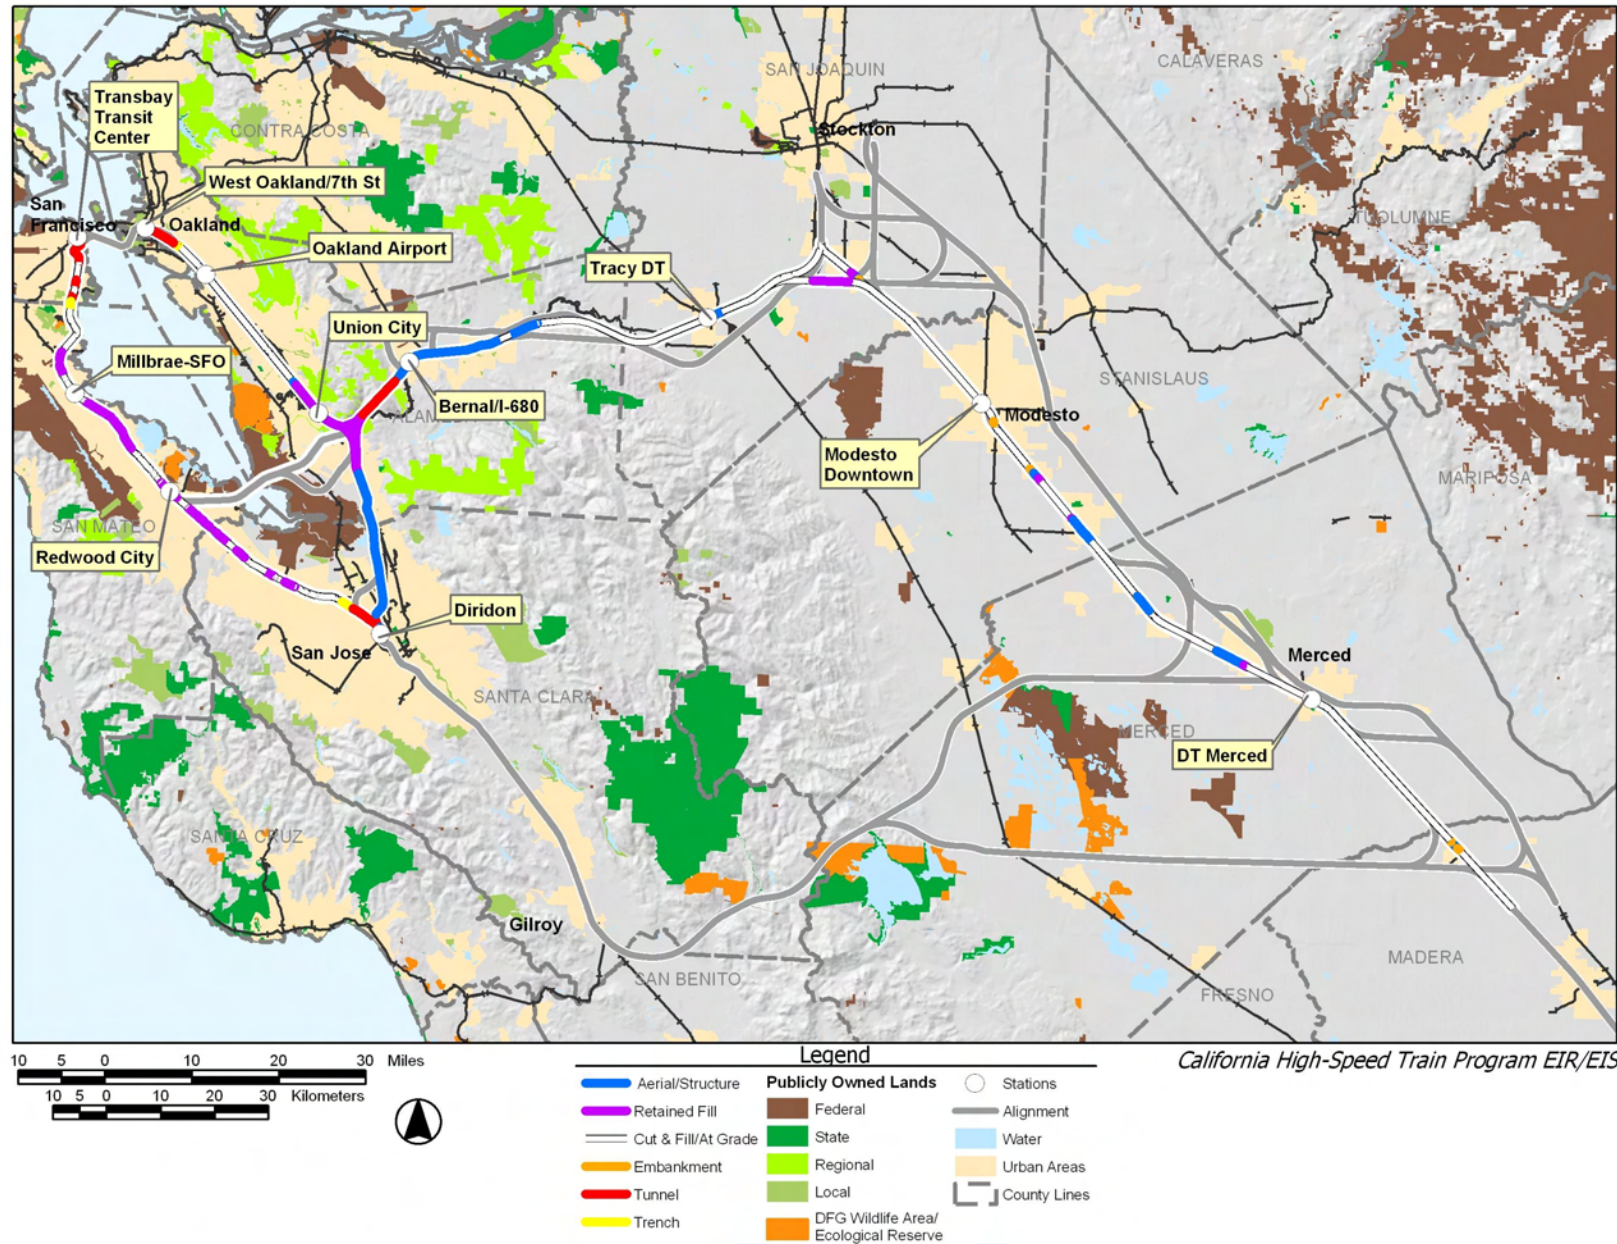 SAN JOAQUIN
CALAVERAS
Transbay
Transit
Center
CONTRA COSTA
Stockton
West Oakland/7th St
San
Francisco
Oakland
TUOLUMNE
Oakland Airport
Tracy DT
Union City
Millbrae-SFO
Bernal/I-680
ALAMEDA
STANISLAUS
Modesto
Modesto
Downtown
MARIPOSA
SAN MATEO
Redwood City
Diridon
San Jose
Merced
SANTA CLARA
MERCED
DT Merced
SANTA CRUZ
Gilroy
SAN BENITO
MADERA
FRESNO
10 5 0 10 20 30 Miles
10 5 0 10 20 30 Kilometers
Legend
California High-Speed Train Program EIR/EIS
Aerial/Structure
Retained Fill
Cut & Fill/At Grade
Embankment
Tunnel
Trench
Publicly Owned Lands
Federal
State
Regional
Local
DFG Wildlife Area/
Ecological Reserve
Stations
Alignment
Water
Urban Areas
County Lines